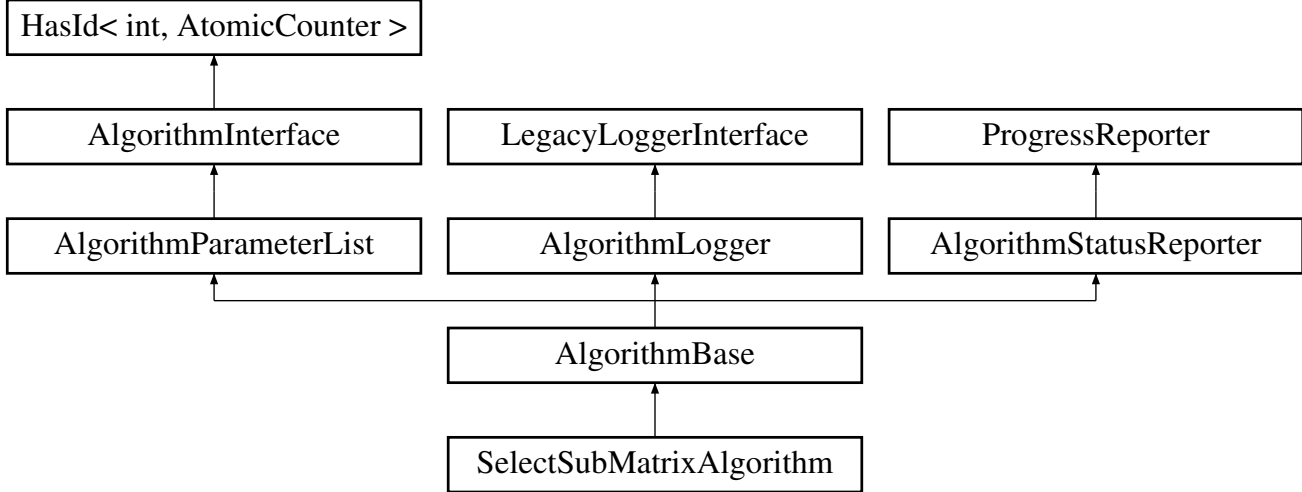 HasId< int, AtomicCounter >
AlgorithmInterface
LegacyLoggerInterface
ProgressReporter
AlgorithmParameterList
AlgorithmLogger
AlgorithmStatusReporter
AlgorithmBase
SelectSubMatrixAlgorithm